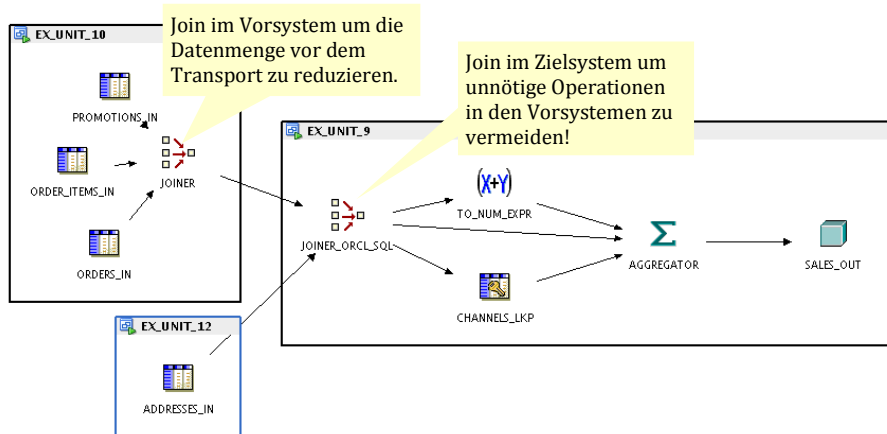 EX_UNIT_10
Join im Vorsystem um die
Datenmenge vor dem
Transport zu reduzieren.
PROMOTIONS_IN
ORDER_ITEMS_IN
JOINER
ORDERS_IN
Join im Zielsystem um
unnötige Operationen
in den Vorsystemen zu
vermeiden!
EX_UNIT_9
(X+Y)
TO_NUM_EXPR
JOINER_ORCL_SQL
Σ
AGGREGATOR
SALES_OUT
CHANNELS_LKP
EX_UNIT_12
ADDRESSES_IN